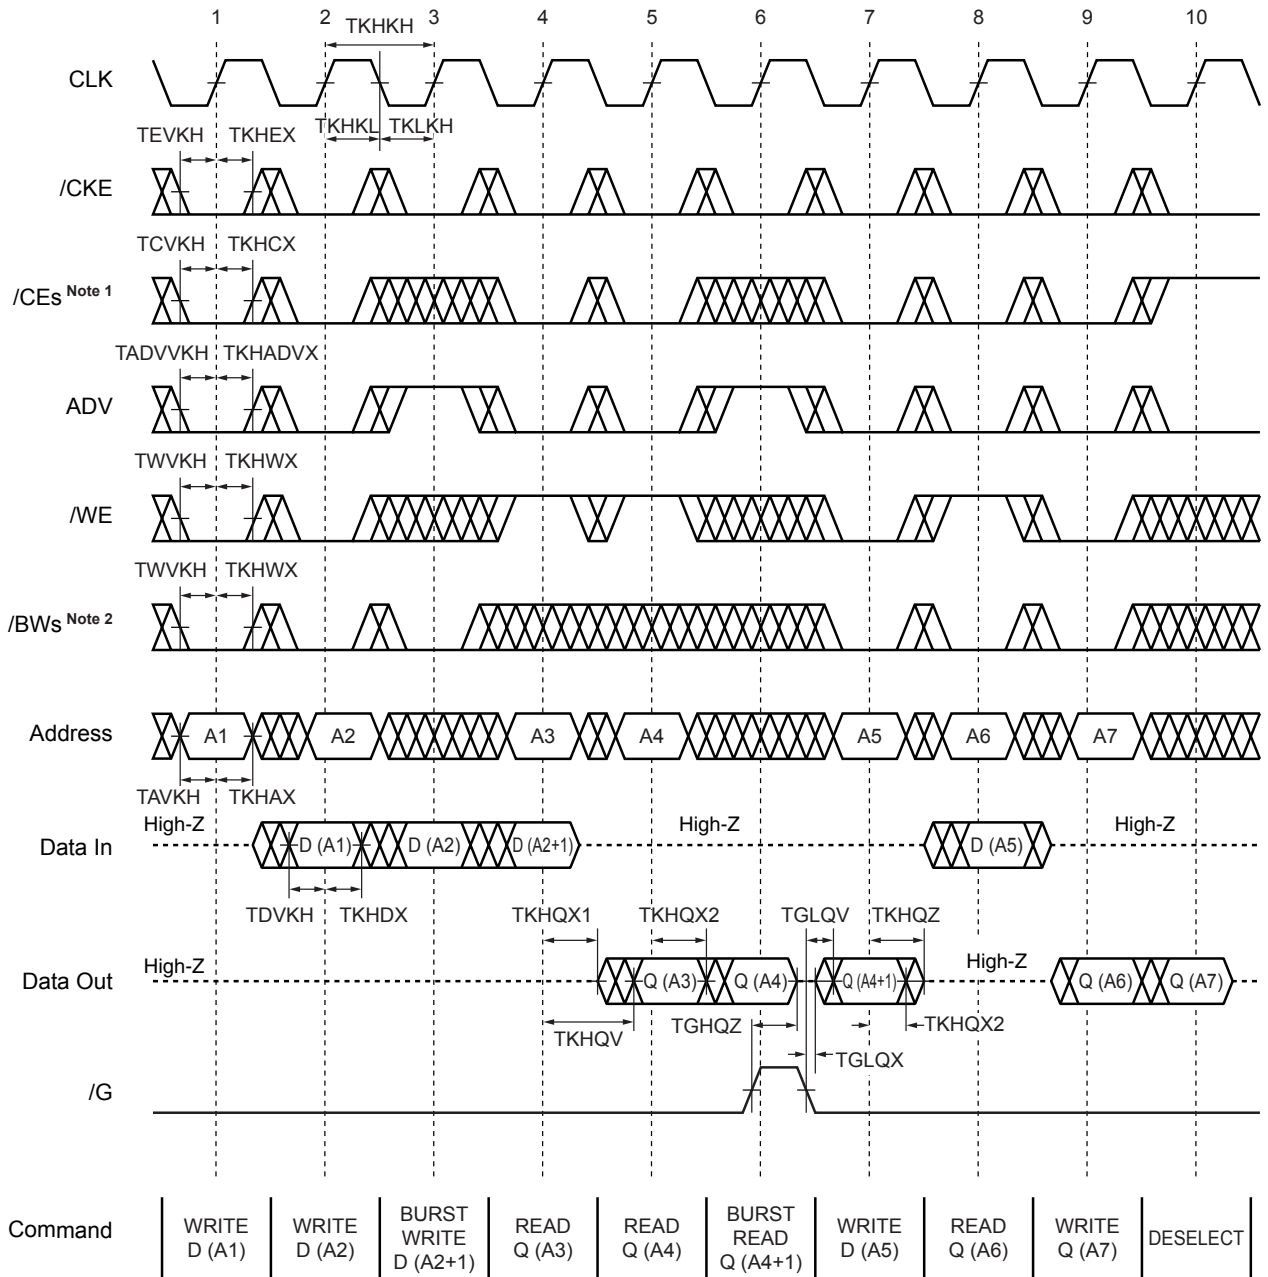 1 2 3 4 5 6 7 8 9 10
TKHKH
CLK
TKHKL TKLKH
TEVKH TKHEX
/CKE
TCVKH TKHCX
/CEs Note 1
TADVVKH TKHADVX
ADV
TWVKH TKHWX
/WE
TWVKH TKHWX
/BWs Note 2
Address A1 A2 A3 A4 A5 A6 A7
TAVKH TKHAX
High-Z High-Z High-Z
Data In D (A1) D (A2) D (A2+1) D (A5)
TDVKH TKHDX TKHQX1 TKHQX2 TGLQV TKHQZ
High-Z High-Z
Data Out Q (A3) Q (A4) Q (A4+1) Q (A6) Q (A7)
TKHQV TGHQZ TKHQX2
TGLQX
/G
Command
WRITE
D (A1)
WRITE
D (A2)
BURST
WRITE
D (A2+1)
READ
Q (A3)
READ
Q (A4)
BURST
READ
Q (A4+1)
WRITE
D (A5)
READ
Q (A6)
WRITE
Q (A7)
DESELECT